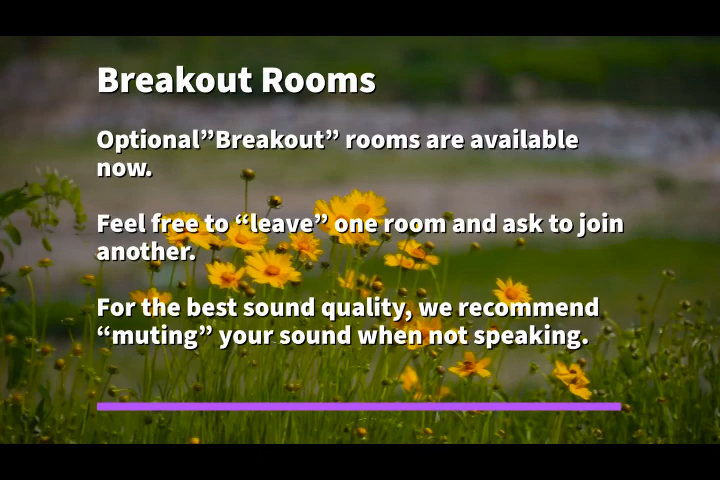 Breakout Rooms
Optional”Breakout” rooms are available
now.
Feel free to “leave” one room and ask to join
another.
For the best sound quality, we recommend
“muting” your sound when not speaking.